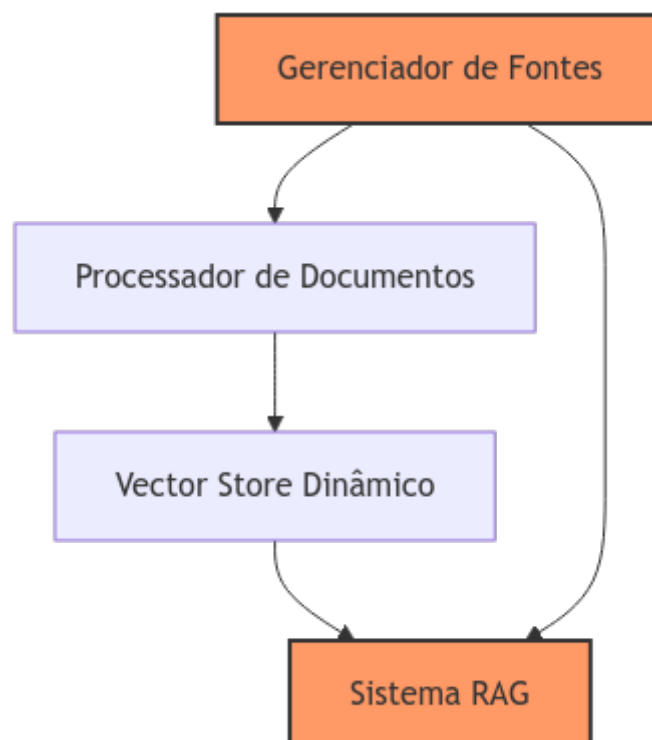 Gerenciador de Fontes
Processador de Documentos
Vector Store Dinâmico
Sistema RAG